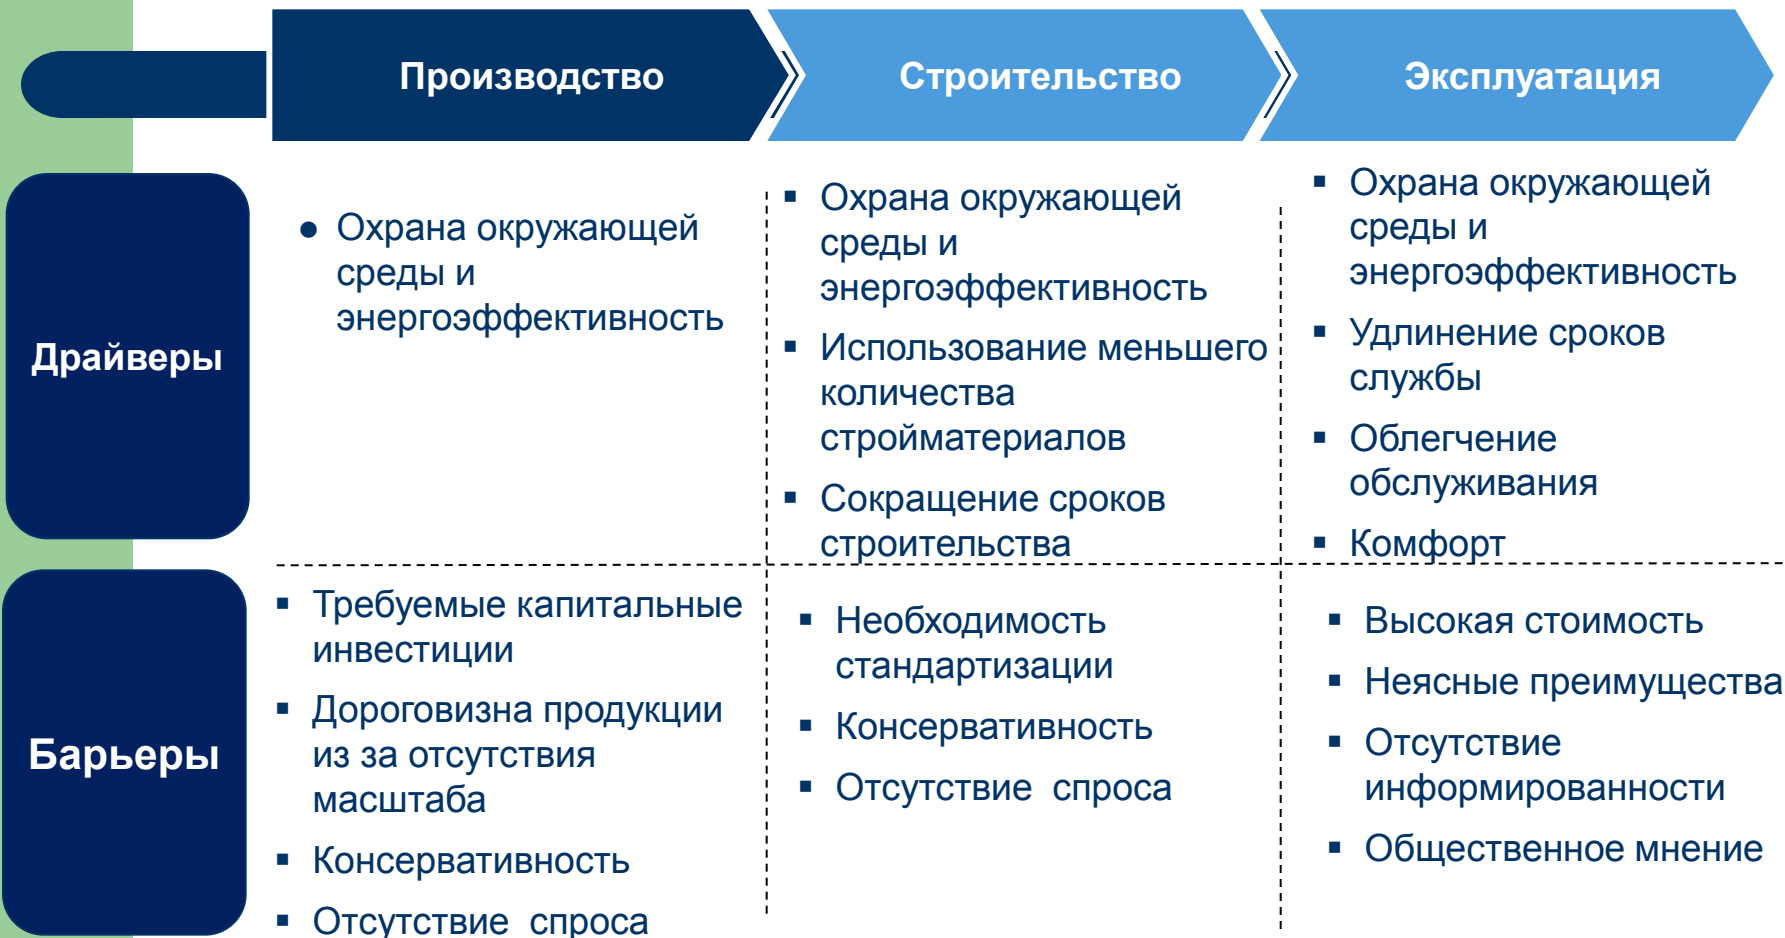 Производство
Строительство
Эксплуатация
Драйверы
Охрана окружающей
среды и
энергоэффективность
Охрана окружающей
среды и
энергоэффективность
Использование меньшего
количества
стройматериалов
Сокращение сроков
строительства
Охрана окружающей
среды и
энергоэффективность
Удлинение сроков
службы
Облегчение
обслуживания
Комфорт
Барьеры
Требуемые капитальные
инвестиции
Дороговизна продукции
из за отсутствия
масштаба
Консервативность
Отсутствие спроса
Необходимость
стандартизации
Консервативность
Отсутствие спроса
Высокая стоимость
Неясные преимущества
Отсутствие
информированности
Общественное мнение